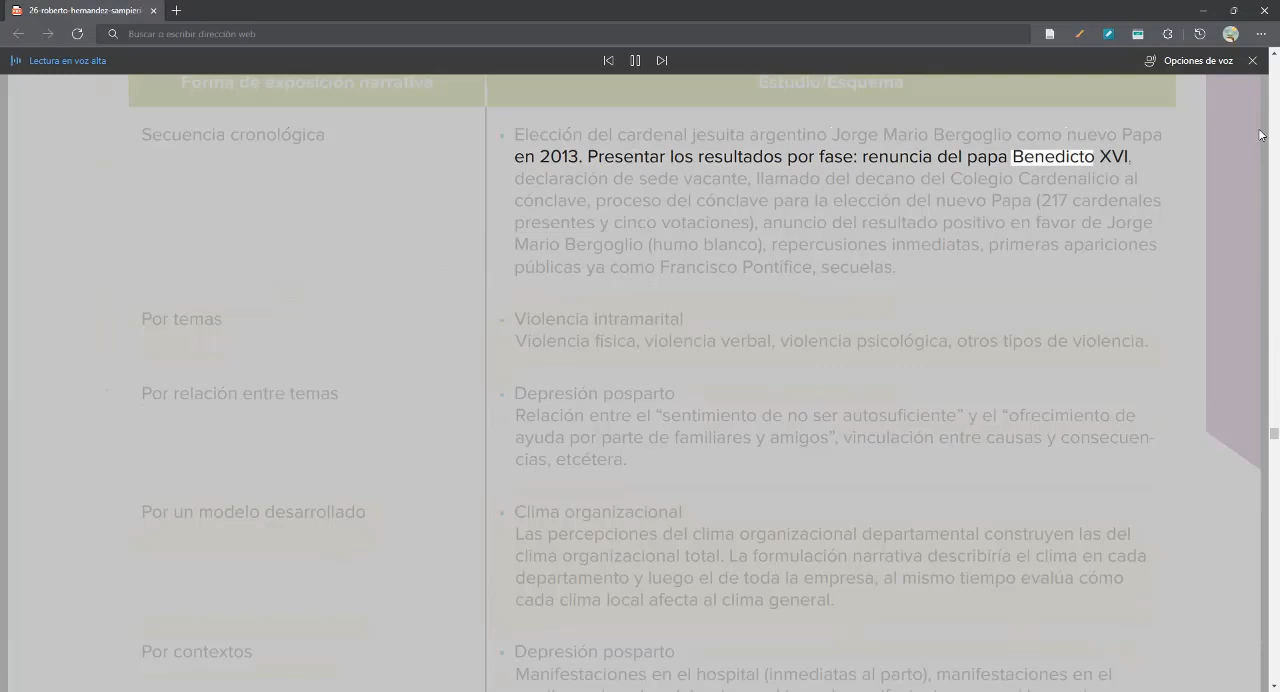 26-roberto-hernandez-sampieri
Buscar o escribir dirección web
Lectura en voz alta
Opciones de voz
Forma de exposición narrativa
Estudio/Esquema
Secuencia cronológica
• Elección del cardenal jesuita argentino Jorge Mario Bergoglio como nuevo Papa
en 2013. Presentar los resultados por fase: renuncia del papa Benedicto XVI,
declaración de sede vacante, llamado del decano del Colegio Cardenalicio al
cónclave, proceso del cónclave para la elección del nuevo Papa (217 cardenales
presentes y cinco votaciones), anuncio del resultado positivo en favor de Jorge
Mario Bergoglio (humo blanco), repercusiones inmediatas, primeras apariciones
públicas ya como Francisco Pontífice, secuelas.
Por temas
• Violencia intramarital
Violencia física, violencia verbal, violencia psicológica, otros tipos de violencia.
Por relación entre temas
• Depresión posparto
Relación entre el “sentimiento de no ser autosuficiente” y el “ofrecimiento de
ayuda por parte de familiares y amigos”, vinculación entre causas y consecuen-
cias, etcétera.
Por un modelo desarrollado
• Clima organizacional
Las percepciones del clima organizacional departamental construyen las del
clima organizacional total. La formulación narrativa describiría el clima en cada
departamento y luego el de toda la empresa, al mismo tiempo evalúa cómo
cada clima local afecta al clima general.
Por contextos
• Depresión posparto
Manifestaciones en el hospital (inmediatas al parto), manifestaciones en el